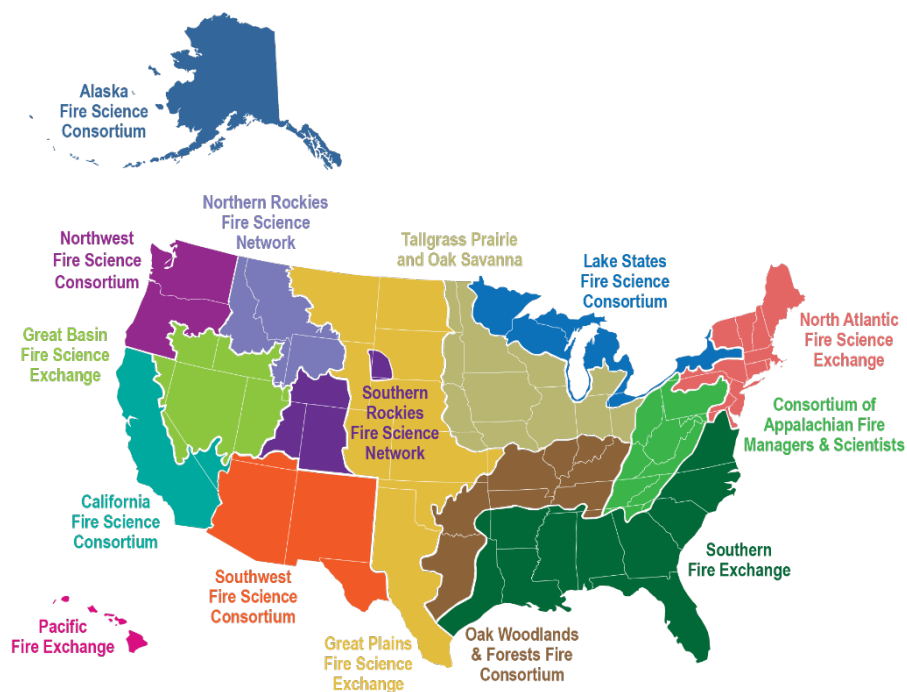 Alaska
Fire Science
Consortium
Northern Rockies
Fire Science
Network
Northwest
Fire Science
Consortium
Tallgrass Prairie
and Oak Savanna
Lake States
Fire Science
Consortium
North Atlantic
Fire Science
Exchange
Great Basin
Fire Science
Exchange
Southern
Rockies
Fire Science
Network
Consortium of
Appalachian Fire
Managers & Scientists
California
Fire Science
Consortium
Southwest
Fire Science
Consortium
Southern
Fire Exchange
Pacific
Fire Exchange
Great Plains
Fire Science
Exchange
Oak Woodlands
& Forests Fire
Consortium